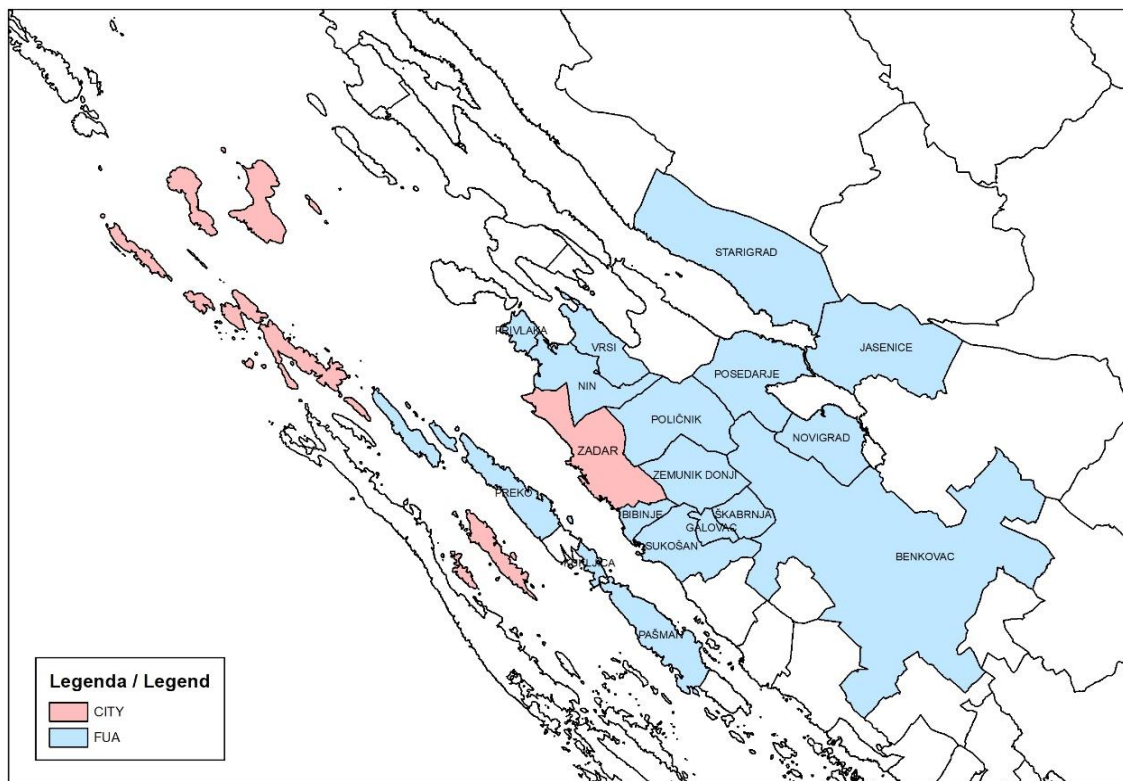 STARIGRAD
PRIVLAKA
VRSI
JASENICE
POSEDARJE
NIN
POLIČNIK
NOVIGRAD
ZADAR
ZEMUNIK DONJI
PREKO
BIBINJE
ŠKABRNJA
GALOVAC
SUKOŠAN
BENKOVAC
KUKLJICA
PAŠMAN
Legenda / Legend
CITY
FUA